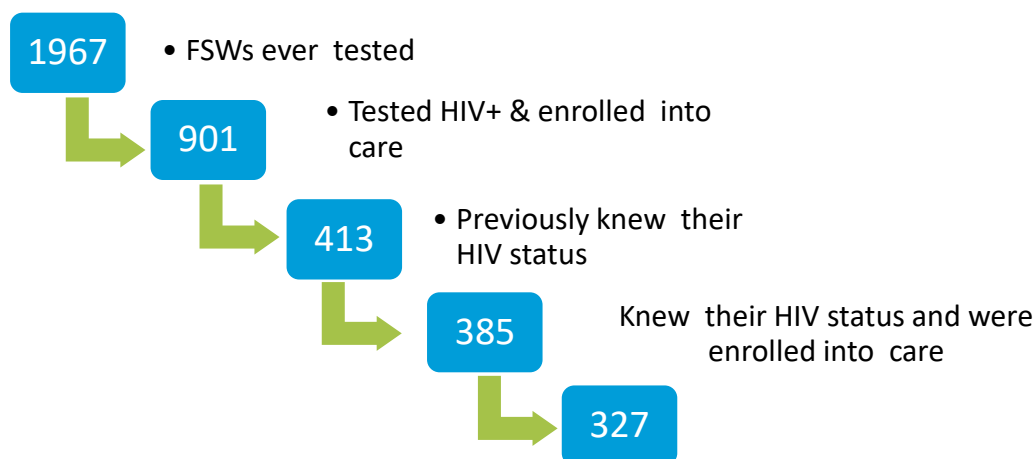 1967
• FSWs ever tested
901
• Tested HIV+ & enrolled into
care
413
• Previously knew their
HIV status
385
Knew their HIV status and were
enrolled into care
327